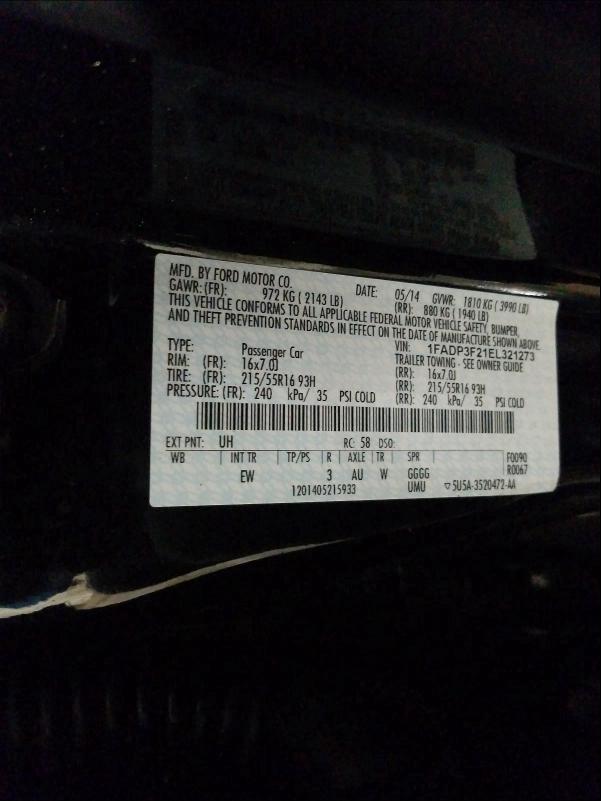 MFD. BY FORD MOTOR CO.
DATE: 05/14 GVWR: 1810 KG ( 3990 LB)
GAWR: (FR): 972 KG ( 2143 LB) (RR): 880 KG ( 1940 LB)
THIS VEHICLE CONFORMS TO ALL APPLICABLE FEDERAL MOTOR VEHICLE SAFETY, BUMPER,
AND THEFT PREVENTION STANDARDS IN EFFECT ON THE DATE OF MANUFACTURE SHOWN ABOVE.
VIN: 1FADP3F21EL321273
TYPE: Passenger Car TRAILER TOWING - SEE OWNER GUIDE
RIM: (FR): 16x7.0J (RR): 16x7.0J
TIRE: (FR): 215/55R16 93H (RR): 215/55R16 93H
PRESSURE: (FR): 240 kPa/ 35 PSI COLD (RR): 240 kPa/ 35 PSI COLD
EXT PNT: UH RC: 58 DSO:
WB INT TR TP/PS R AXLE TR SPR F0090
EW 3 AU W GGGG R0067
1201405215933 UMU ▽ 5U5A-3520472-AA